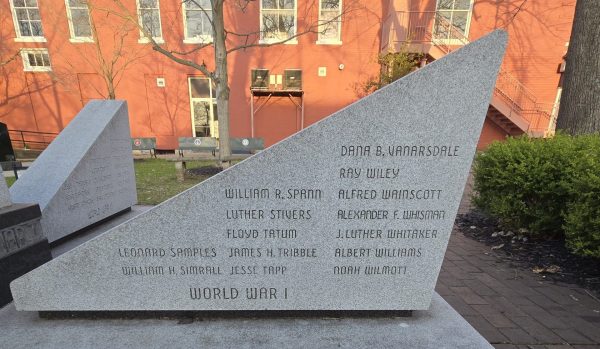 DANA B. VANARSDALE
RAY WILEY
WILLIAM R. SPANN ALFRED WAINSCOTT
LUTHER STIVERS ALEXANDER F. WHISMAN
FLOYD TATUM J. LUTHER WHITAKER
LEONARD SAMPLES JAMES H. TRIBBLE ALBERT WILLIAMS
WILLIAM H. SIMRALL JESSE TAPP NOAH WILMOTT
WORLD WAR I